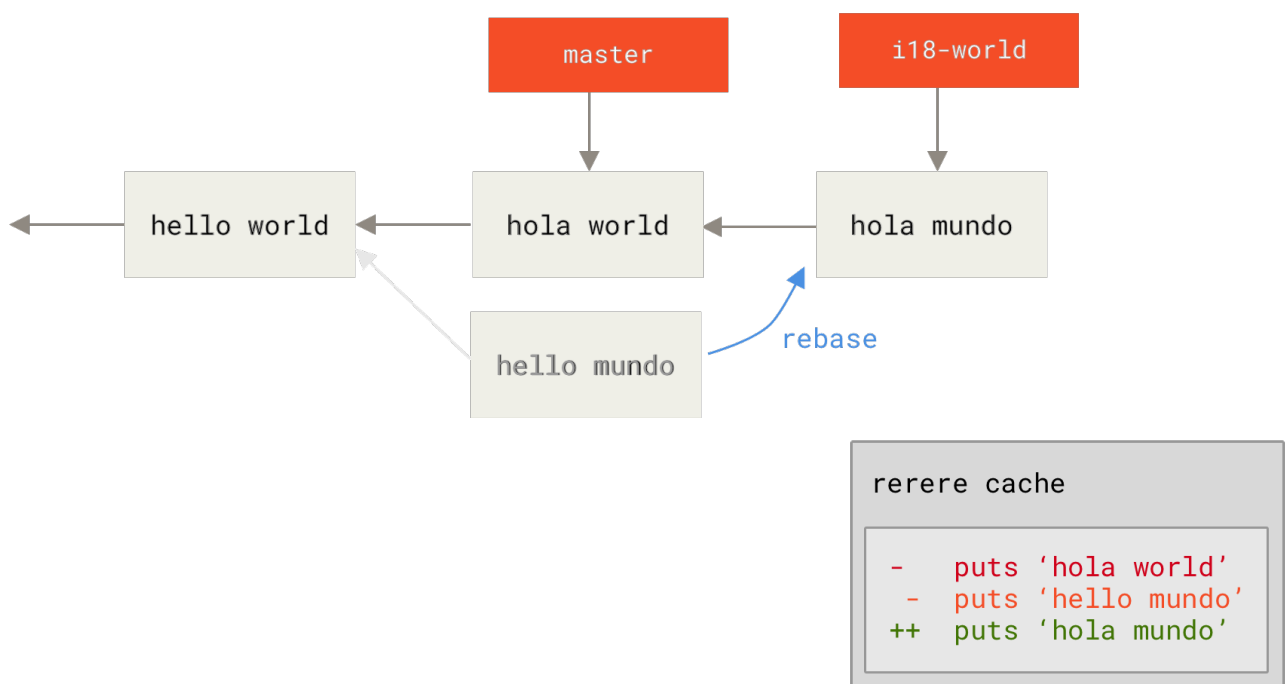 master
i18-world
hello world
hola world
hola mundo
hello mundo
rebase
rerere cache
-   puts ‘hola world’
 -  puts ‘hello mundo’
++  puts ‘hola mundo’